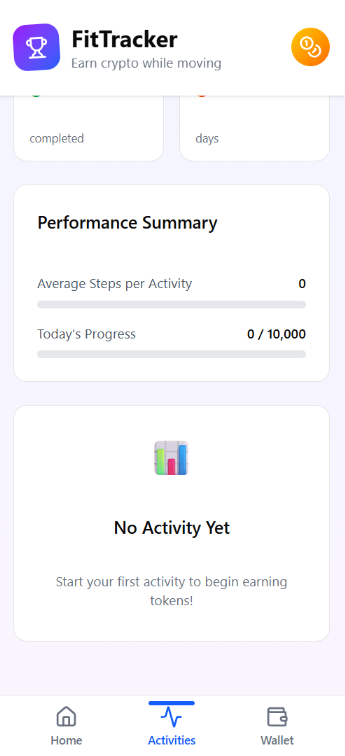 FitTracker
Earn crypto while moving
completed
days
Performance Summary
Average Steps per Activity 0
Today's Progress 0 / 10,000
No Activity Yet
Start your first activity to begin earning
tokens!
Home Activities Wallet